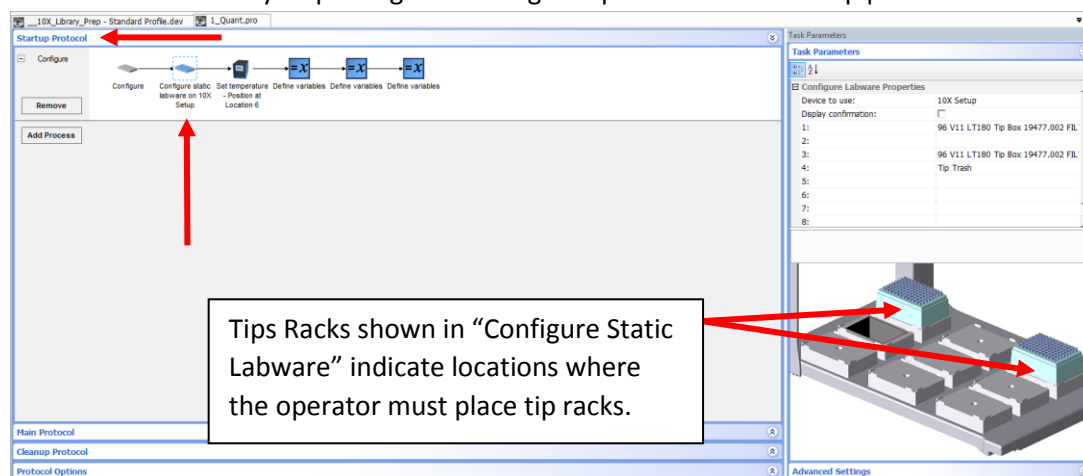 __10X_Library_Prep - Standard Profile.dev 1_Quant.pro
Startup Protocol
Configure
Remove
Configure
Configure static labware on 10X Setup
Set temperature - Position at Location 6
Define variables
Define variables
Define variables
Add Process
Tips Racks shown in “Configure Static
Labware” indicate locations where
the operator must place tip racks.
Main Protocol
Cleanup Protocol
Protocol Options
Task Parameters
Task Parameters
Configure Labware Properties
Device to use: 10X Setup
Display confirmation:
1: 96 V11 LT180 Tip Box 19477.002 FIL
2:
3: 96 V11 LT180 Tip Box 19477.002 FIL
4: Tip Trash
5:
6:
7:
8:
Advanced Settings